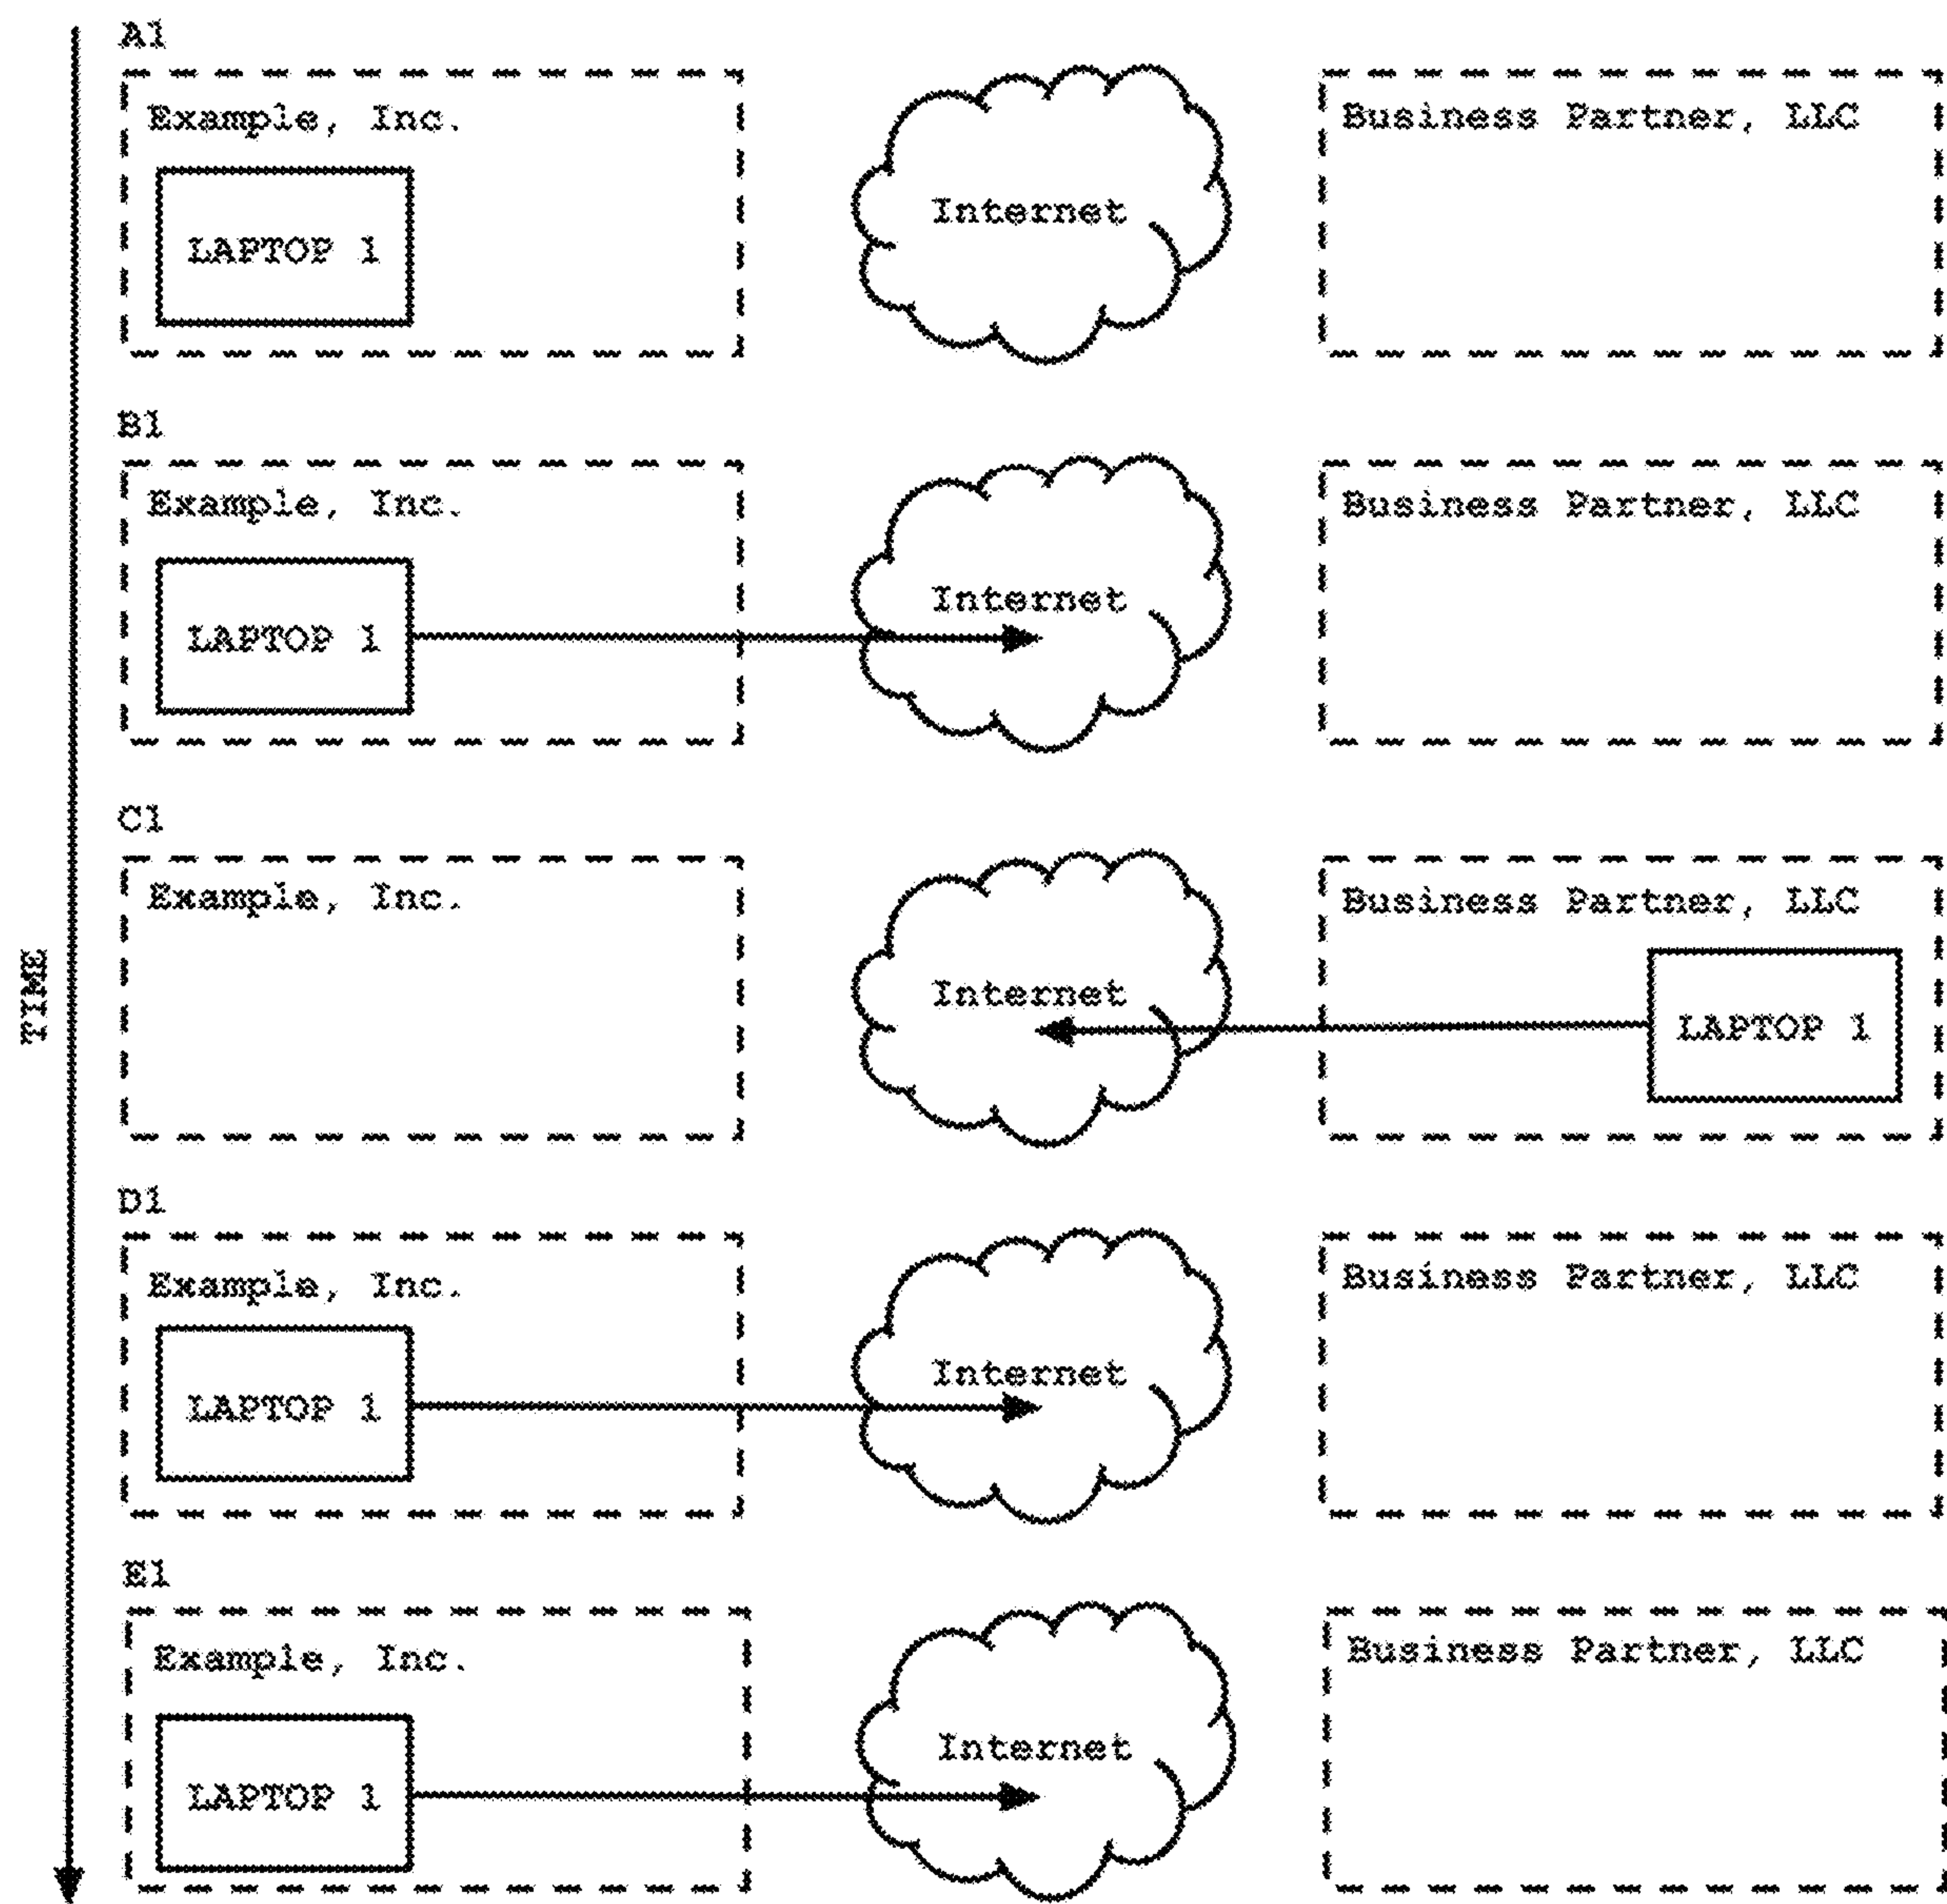 A1
Example, Inc.
Business Partner, LLC
Internet
LAPTOP 1
B1
Example, Inc.
Business Partner, LLC
Internet
LAPTOP 1
TIME
C1
Example, Inc.
Business Partner, LLC
Internet
LAPTOP 1
D1
Example, Inc.
Business Partner, LLC
Internet
LAPTOP 1
E1
Example, Inc.
Business Partner, LLC
Internet
LAPTOP 1